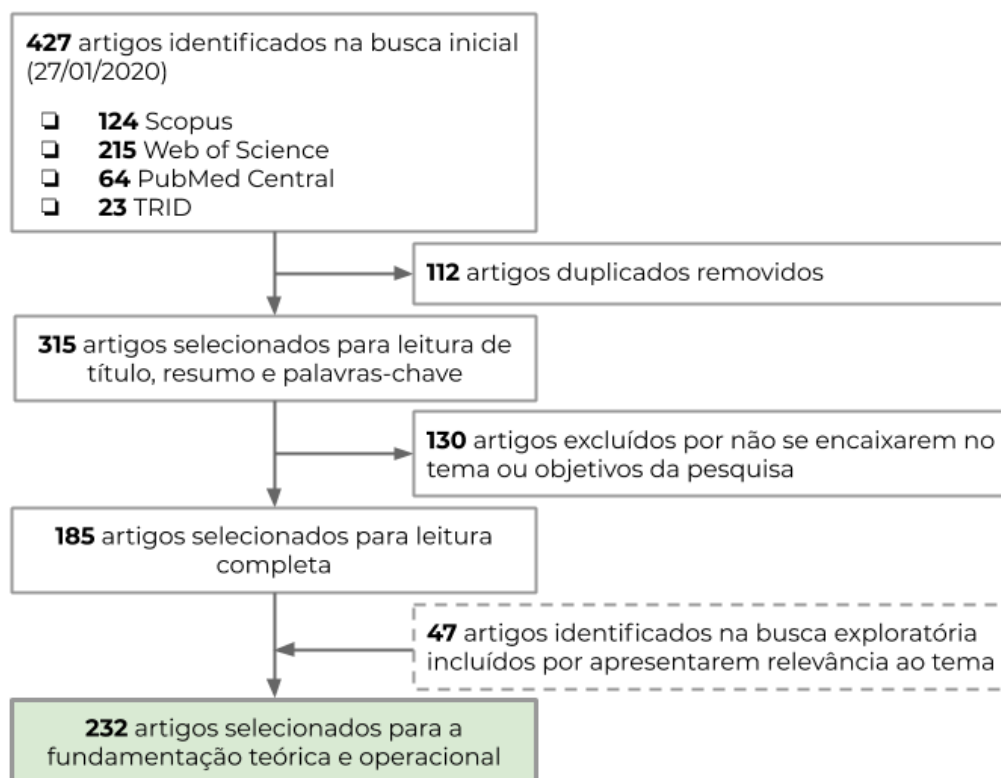 427 artigos identificados na busca inicial
(27/01/2020)
❏ 124 Scopus
❏ 215 Web of Science
❏ 64 PubMed Central
❏ 23 TRID
112 artigos duplicados removidos
315 artigos selecionados para leitura de
título, resumo e palavras-chave
130 artigos excluídos por não se encaixarem no
tema ou objetivos da pesquisa
185 artigos selecionados para leitura
completa
47 artigos identificados na busca exploratória
incluídos por apresentarem relevância ao tema
232 artigos selecionados para a
fundamentação teórica e operacional